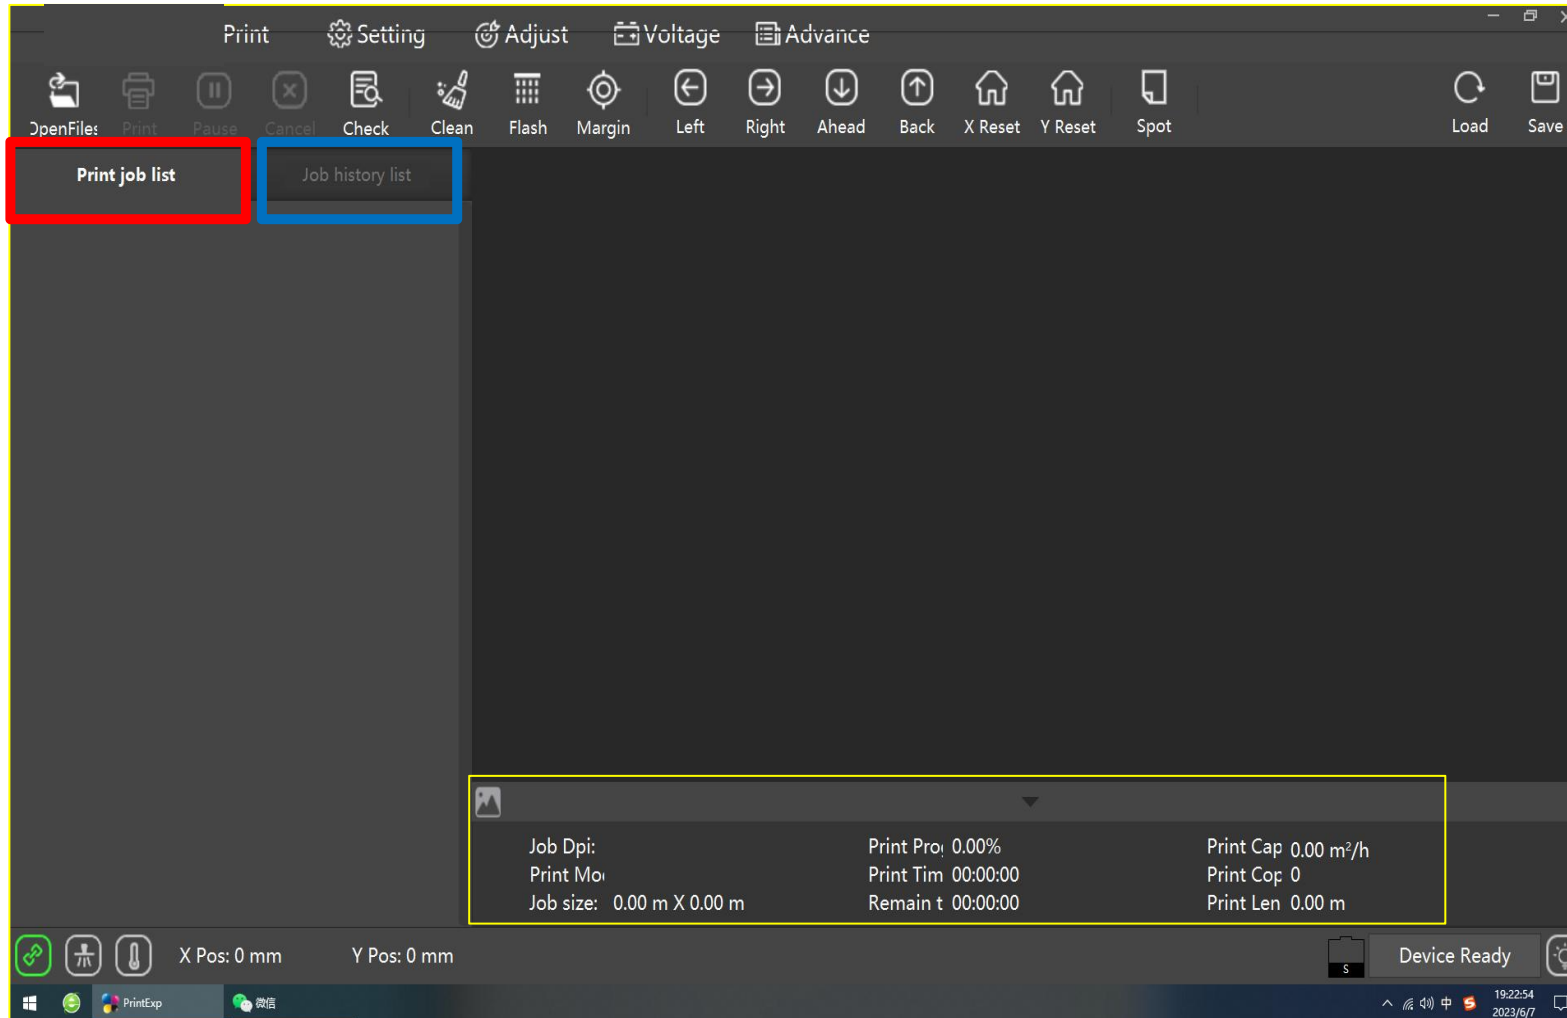 Print Setting Adjust Voltage Advance
OpenFiles Print Pause Cancel Check Clean Flash Margin Left Right Ahead Back X Reset Y Reset Spot Load Save
Print job list Job history list
Job Dpi: Print Prog 0.00% Print Cap 0.00 m²/h
Print Mo Print Tim 00:00:00 Print Cop 0
Job size: 0.00 m X 0.00 m Remain t 00:00:00 Print Len 0.00 m
X Pos: 0 mm Y Pos: 0 mm S Device Ready
PrintExp 微信 中 19:22:54
2023/6/7